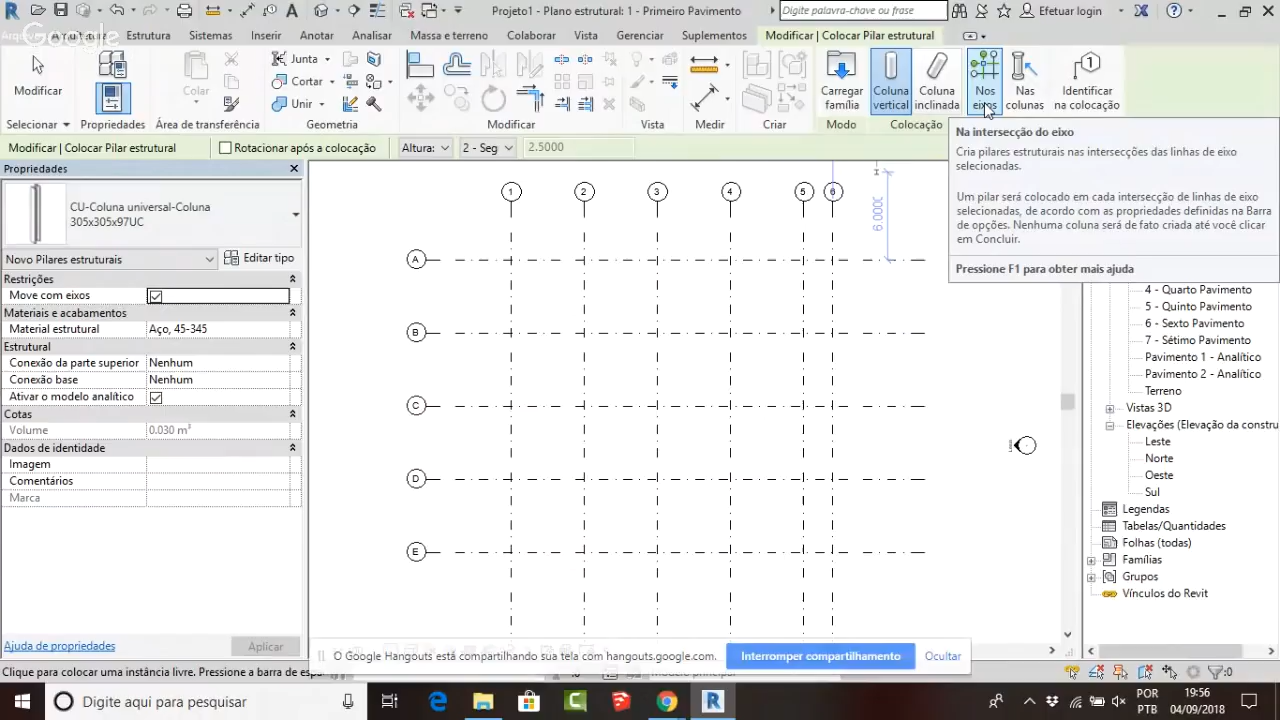 Projeto1 - Plano estrutural: 1 - Primeiro Pavimento
Digite palavra-chave ou frase
Efetuar login
Google
Estrutura
Sistemas
Inserir
Anotar
Analisar
Massa e terreno
Colaborar
Vista
Gerenciar
Suplementos
Modificar | Colocar Pilar estrutural
Modificar
Colar
Junta
Cortar
Unir
Carregar família
Coluna vertical
Coluna inclinada
Nos eixos
Nas colunas
Identificar na colocação
Selecionar
Propriedades
Área de transferência
Geometria
Modificar
Vista
Medir
Criar
Modo
Colocação
Modificar | Colocar Pilar estrutural
Rotacionar após a colocação
Altura:
2 - Seg
2.5000
Na intersecção do eixo
Cria pilares estruturais nas intersecções das linhas de eixo
selecionadas.
Um pilar será colocado em cada intersecção de linhas de eixo
selecionadas, de acordo com as propriedades definidas na Barra
de opções. Nenhuma coluna será de fato criada até você clicar
em Concluir.
Pressione F1 para obter mais ajuda
Propriedades
CU-Coluna universal-Coluna
305x305x97UC
Novo Pilares estruturais
Editar tipo
Restrições
Move com eixos
Materiais e acabamentos
Material estrutural Aço, 45-345
Estrutural
Conexão da parte superior Nenhum
Conexão base Nenhum
Ativar o modelo analítico
Cotas
Volume 0.030 m³
Dados de identidade
Imagem
Comentários
Marca
Ajuda de propriedades
Aplicar
1 2 3 4 5 6
6.0000
A
B
C
D
E
4 - Quarto Pavimento
5 - Quinto Pavimento
6 - Sexto Pavimento
7 - Sétimo Pavimento
Pavimento 1 - Analítico
Pavimento 2 - Analítico
Terreno
Vistas 3D
Elevações (Elevação da constru
Leste
Norte
Oeste
Sul
Legendas
Tabelas/Quantidades
Folhas (todas)
Famílias
Grupos
Vínculos do Revit
O Google Hangouts está compartilhando sua tela com hangouts.google.com.
Interromper compartilhamento
Ocultar
Clique para colocar uma instância livre. Pressione a barra de espa
:0
:0
Modelo principal
Digite aqui para pesquisar
POR
PTB
19:56
04/09/2018